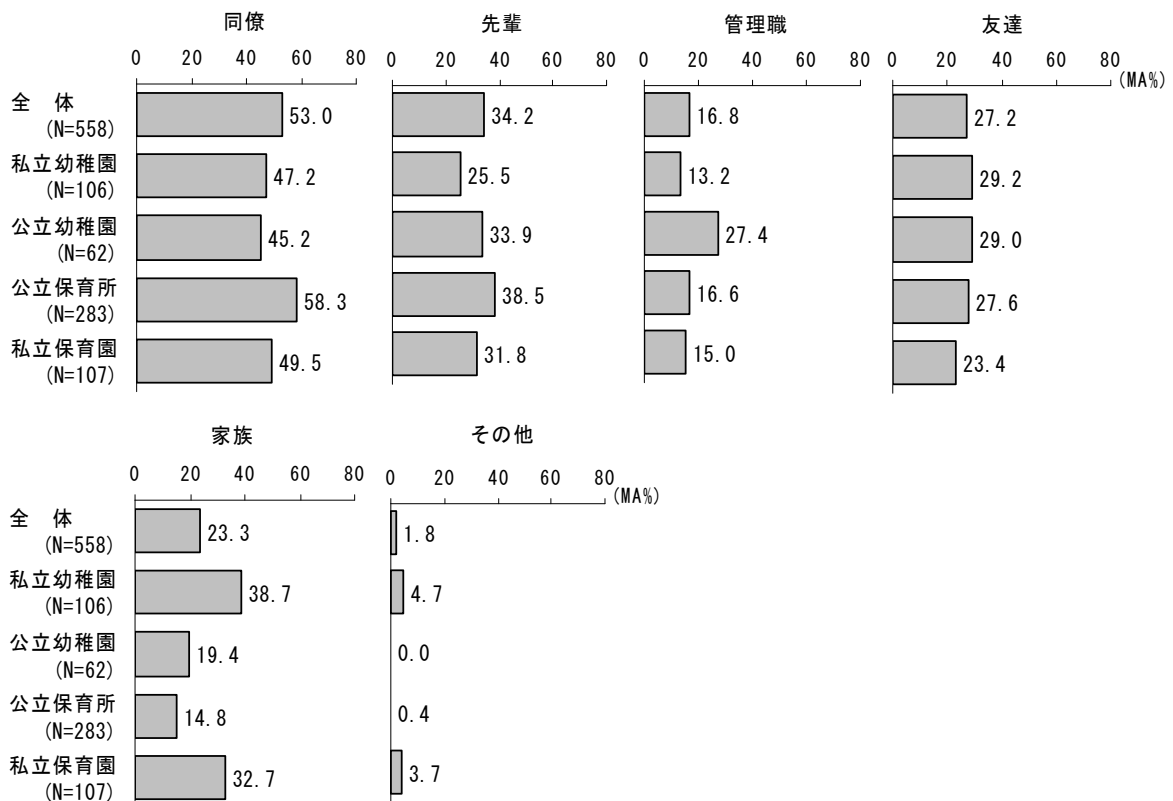 同僚 先輩 管理職 友達
0 20 40 60 80 0 20 40 60 80 0 20 40 60 80 0 20 40 60 80
(MA%)
全 体 53.0 34.2 16.8 27.2
(N=558)
私立幼稚園 47.2 25.5 13.2 29.2
(N=106)
公立幼稚園 45.2 33.9 27.4 29.0
(N=62)
公立保育所 58.3 38.5 16.6 27.6
(N=283)
私立保育園 49.5 31.8 15.0 23.4
(N=107)
家族 その他
0 20 40 60 80 0 20 40 60 80
(MA%)
全 体 23.3 1.8
(N=558)
私立幼稚園 38.7 4.7
(N=106)
公立幼稚園 19.4 0.0
(N=62)
公立保育所 14.8 0.4
(N=283)
私立保育園 32.7 3.7
(N=107)